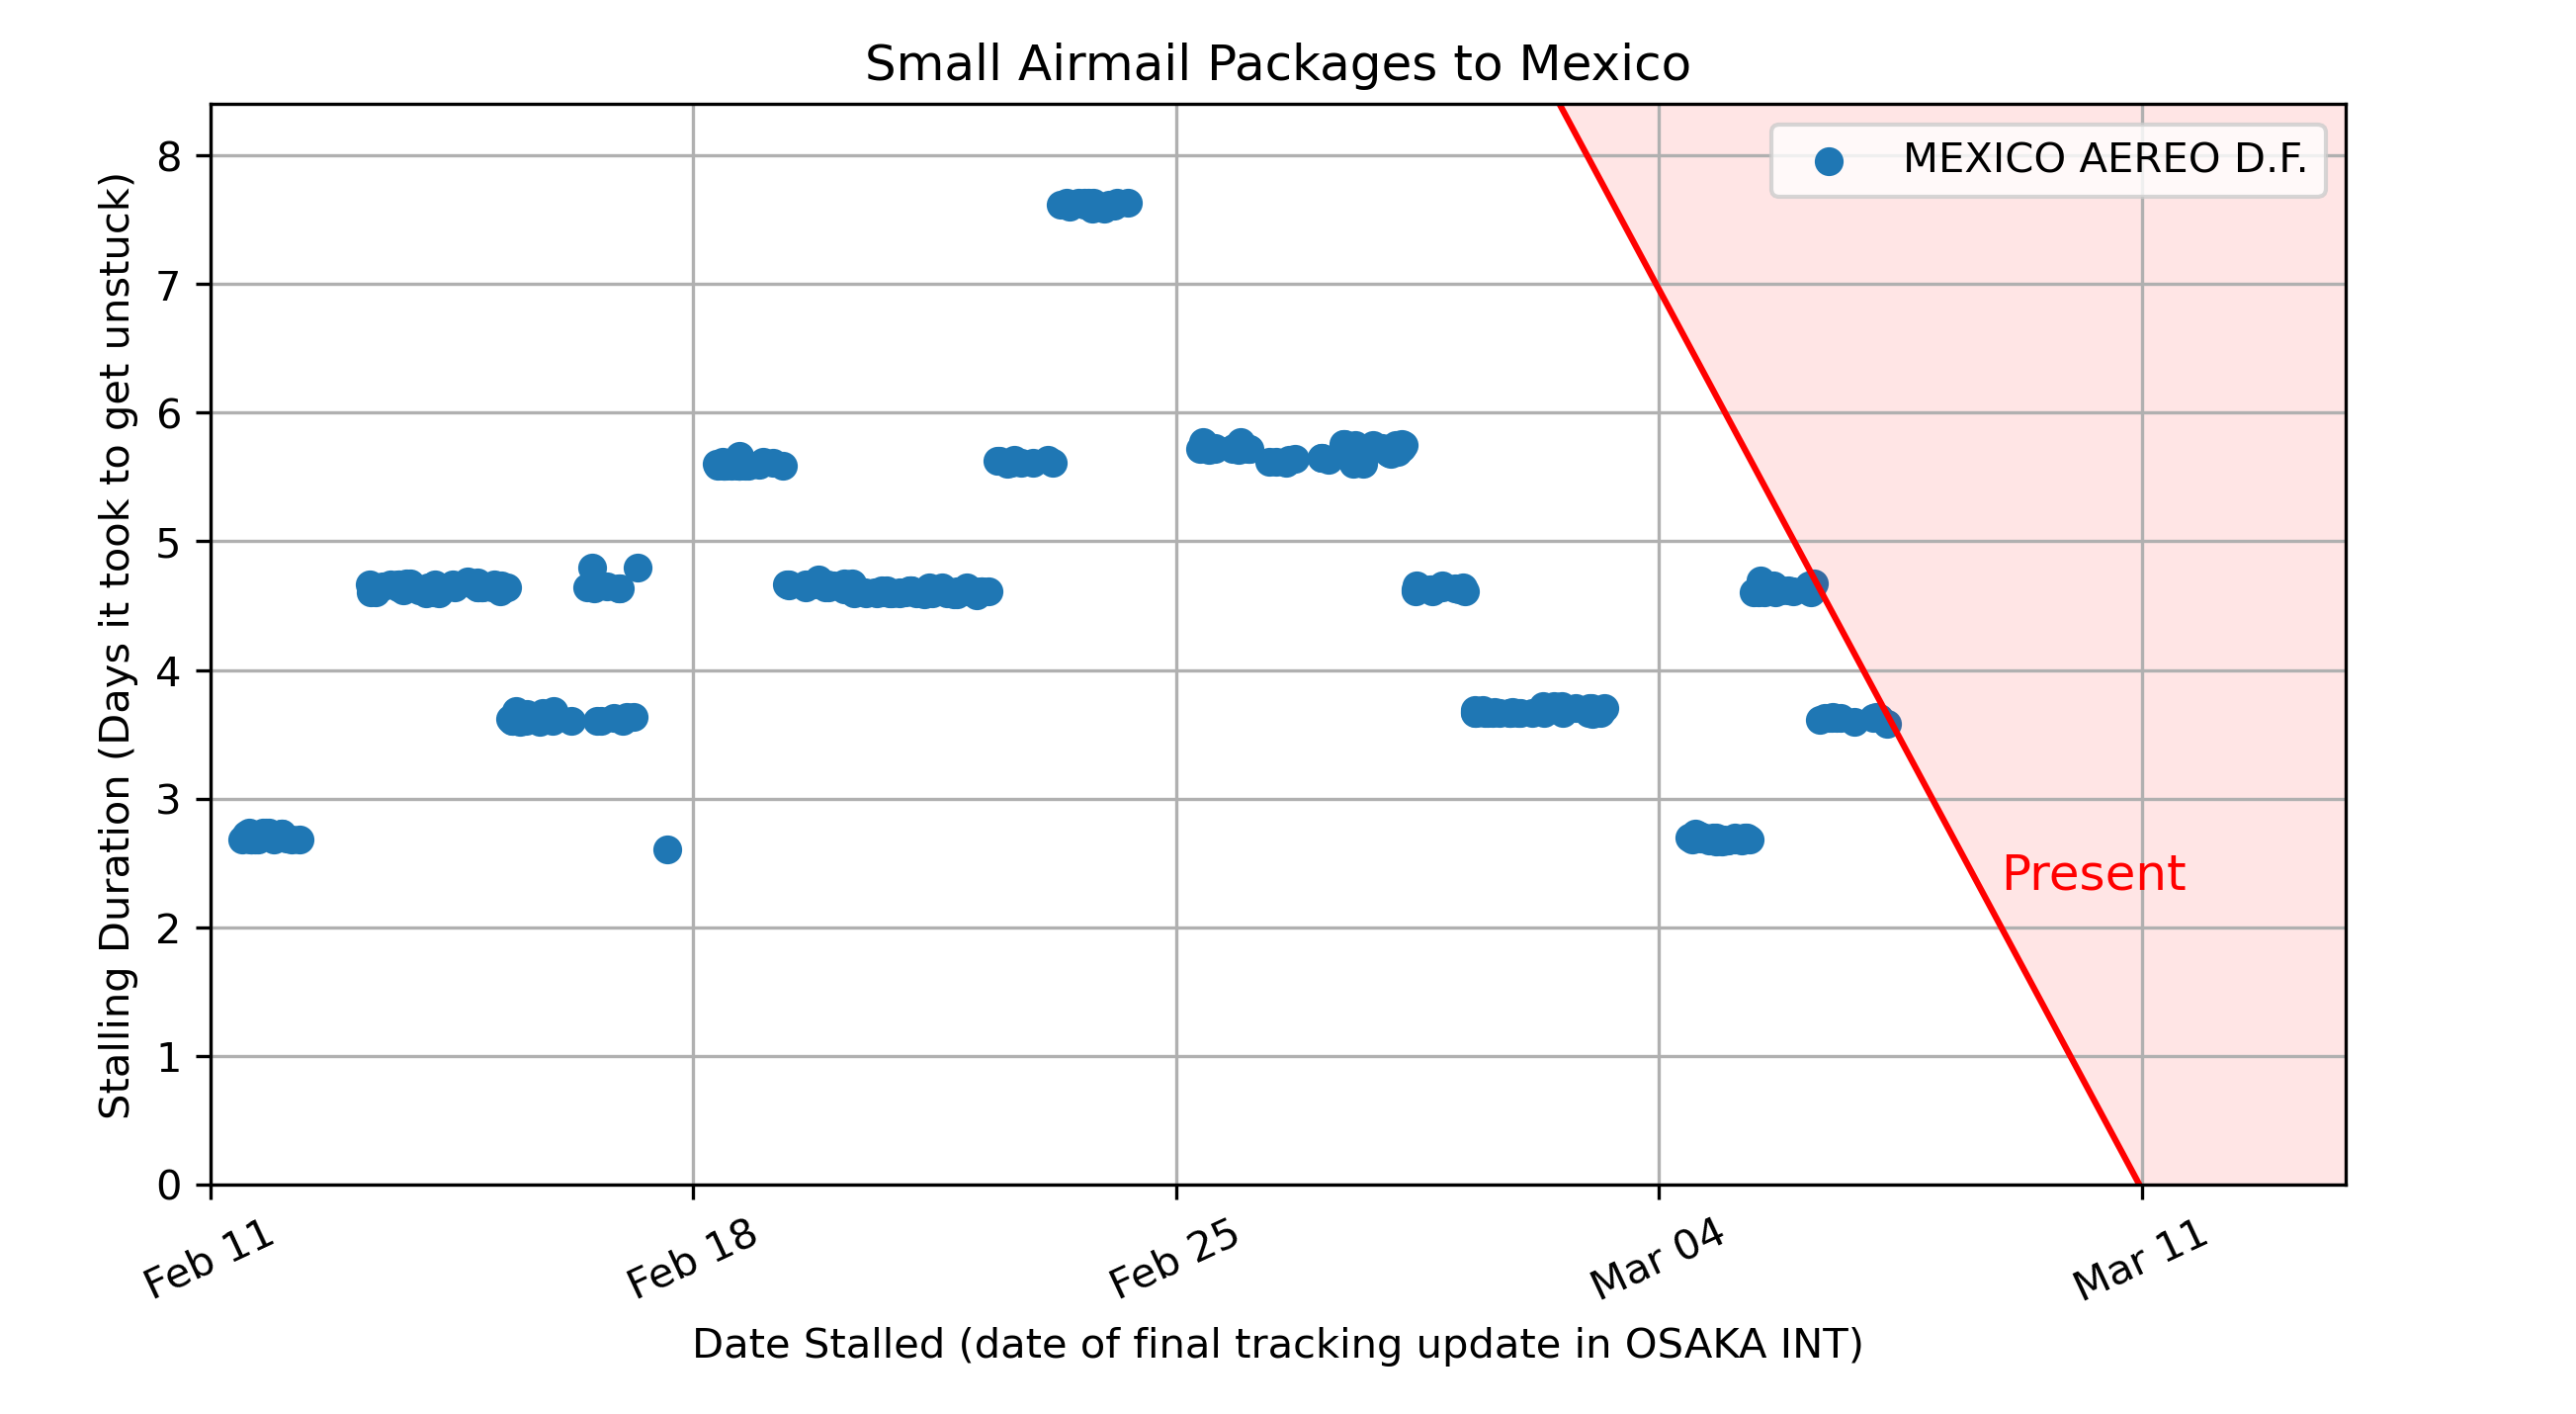 Small Airmail Packages to Mexico
MEXICO AEREO D.F.
Stalling Duration (Days it took to get unstuck)
8
7
6
5
4
3
2
1
0
Present
Feb 11
Feb 18
Feb 25
Mar 04
Mar 11
Date Stalled (date of final tracking update in OSAKA INT)